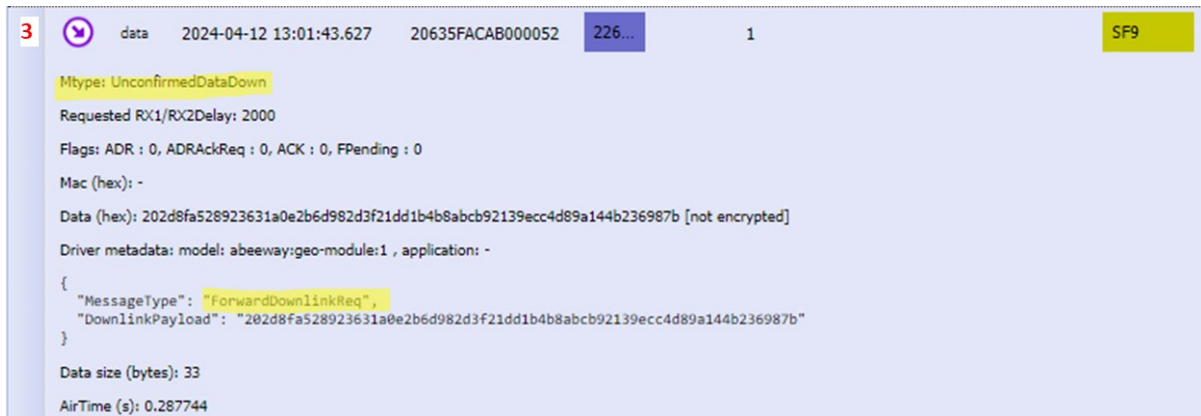 3 data 2024-04-12 13:01:43.627 20635FACAB000052 226... 1 SF9
Mtype: UnconfirmedDataDown
Requested RX1/RX2Delay: 2000
Flags: ADR : 0, ADRAckReq : 0, ACK : 0, FPending : 0
Mac (hex): -
Data (hex): 202d8fa528923631a0e2b6d982d3f21dd1b4b8abcb92139ecc4d89a144b236987b [not encrypted]
Driver metadata: model: abeeway:geo-module:1 , application: -
{
"MessageType": "ForwardDownlinkReq",
"DownlinkPayload": "202d8fa528923631a0e2b6d982d3f21dd1b4b8abcb92139ecc4d89a144b236987b"
}
Data size (bytes): 33
AirTime (s): 0.287744